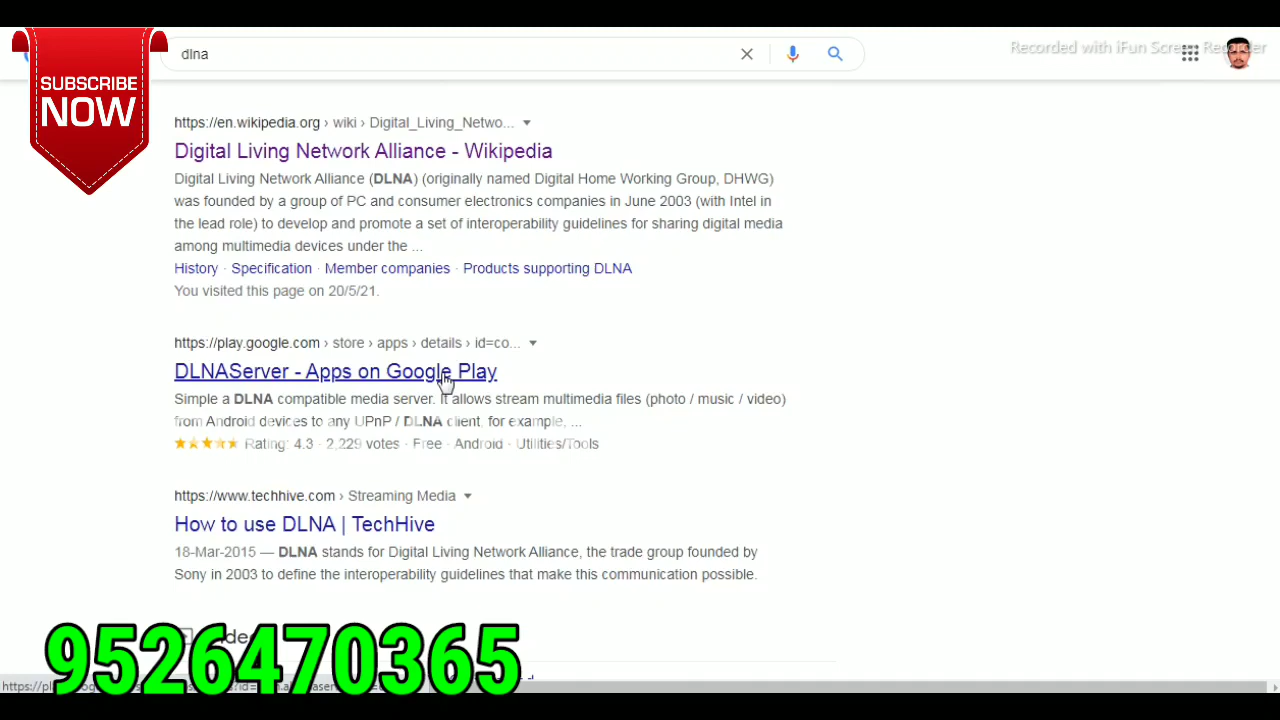 SUBSCRIBE
NOW
dlna
Recorded with iFun Screen Recorder
https://en.wikipedia.org › wiki › Digital_Living_Netwo...
Digital Living Network Alliance - Wikipedia
Digital Living Network Alliance (DLNA) (originally named Digital Home Working Group, DHWG)
was founded by a group of PC and consumer electronics companies in June 2003 (with Intel in
the lead role) to develop and promote a set of interoperability guidelines for sharing digital media
among multimedia devices under the ...
History · Specification · Member companies · Products supporting DLNA
You visited this page on 20/5/21.
https://play.google.com › store › apps › details › id=co...
DLNAServer - Apps on Google Play
Simple a DLNA compatible media server. It allows stream multimedia files (photo / music / video)
from Android devices to any UPnP / DLNA client, for example, ...
Rating: 4.3 · 2,229 votes · Free · Android · Utilities/Tools
https://www.techhive.com › Streaming Media
How to use DLNA | TechHive
18-Mar-2015 — DLNA stands for Digital Living Network Alliance, the trade group founded by
Sony in 2003 to define the interoperability guidelines that make this communication possible.
9526470365